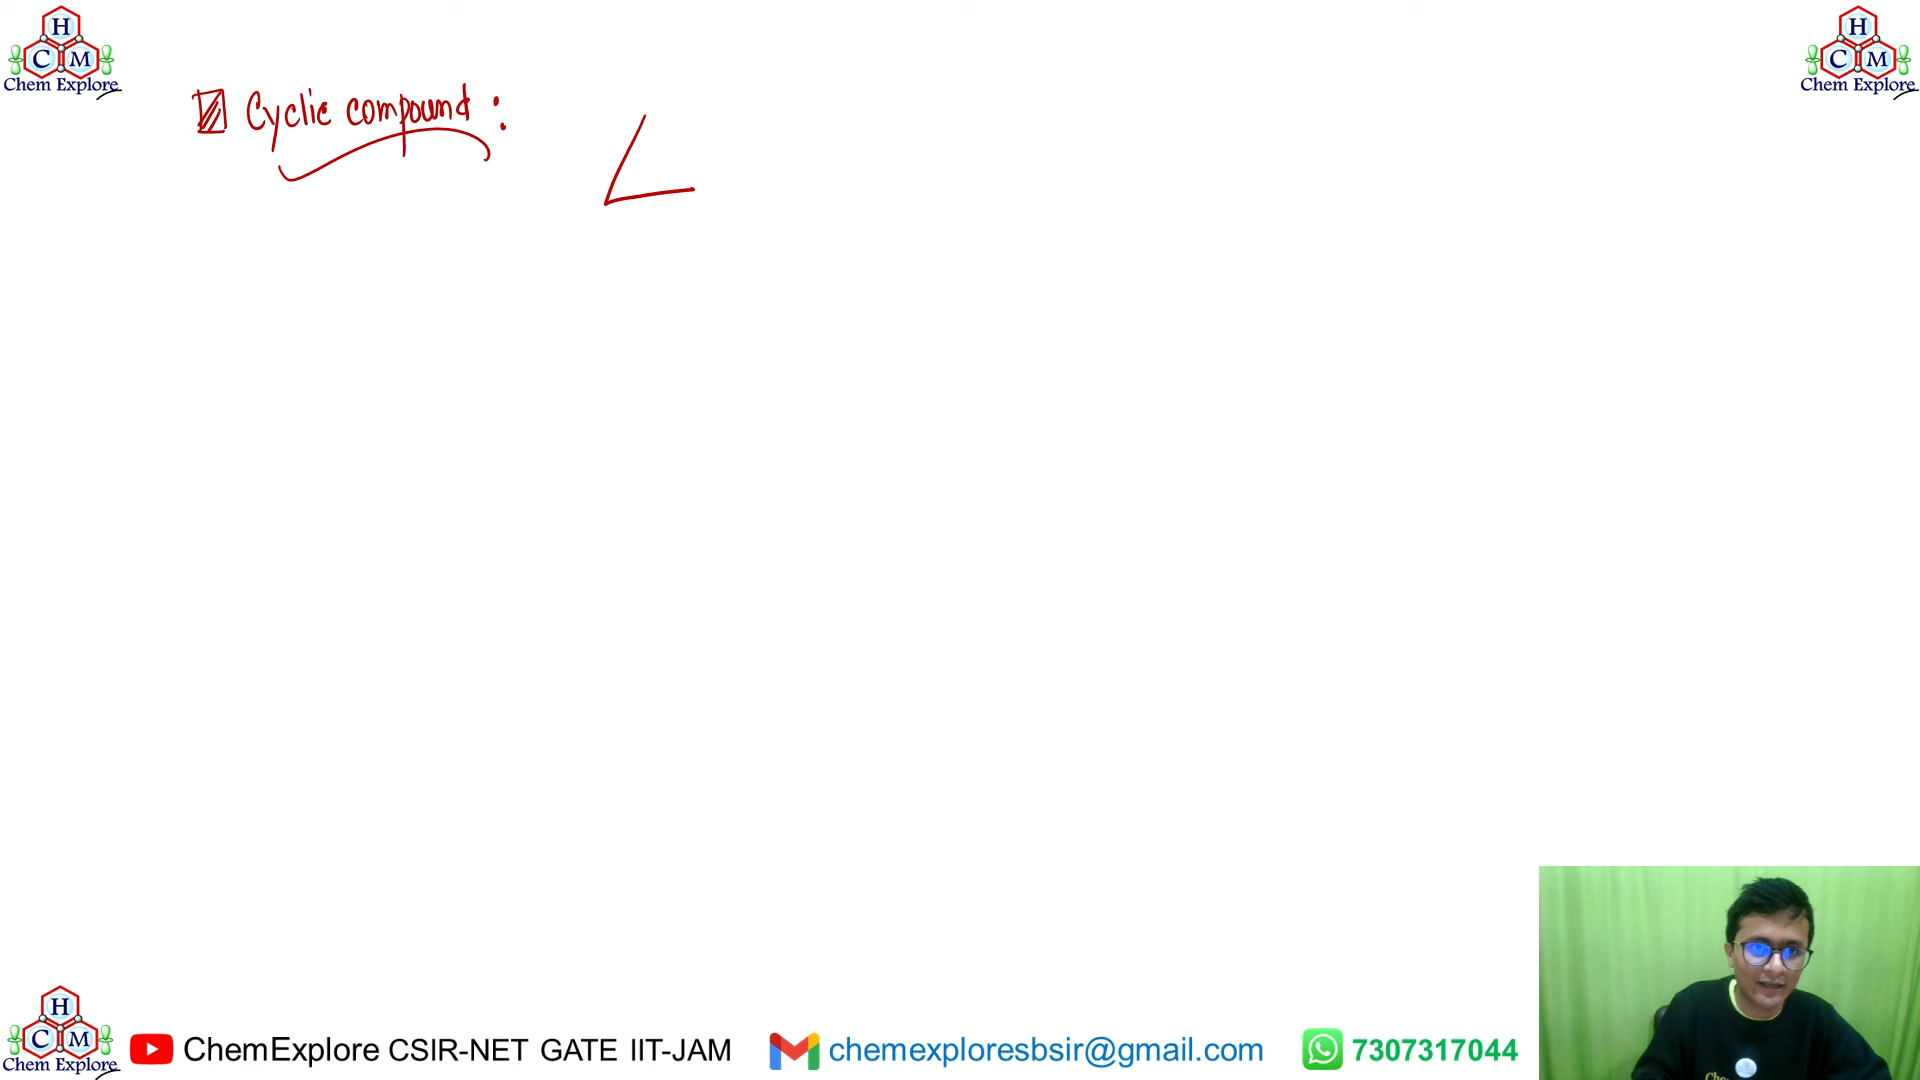 H
C M
Chem Explore
H
C M
Chem Explore
Cyclic compound :
H
C M
Chem Explore
ChemExplore CSIR-NET GATE IIT-JAM
chemexploresbsir@gmail.com
7307317044